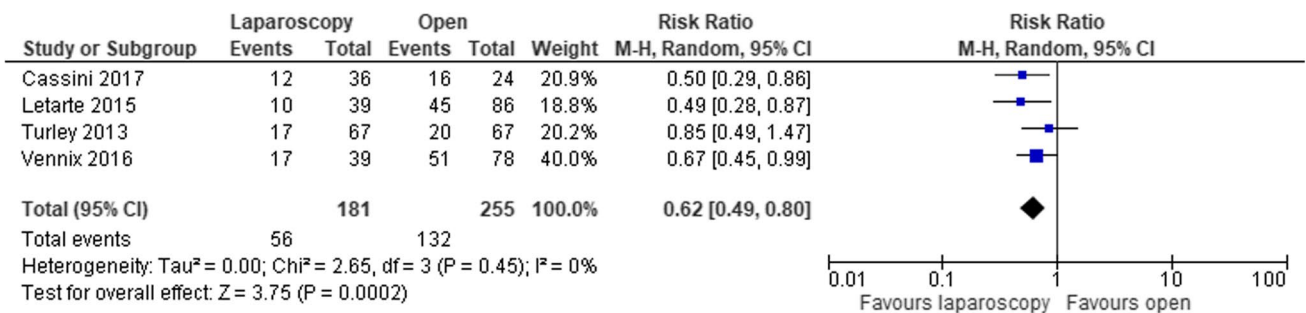 Laparoscopy Open Risk Ratio Risk Ratio
Study or Subgroup Events Total Events Total Weight M-H, Random, 95% CI M-H, Random, 95% CI
Cassini 2017 12 36 16 24 20.9% 0.50 [0.29, 0.86]
Letarte 2015 10 39 45 86 18.8% 0.49 [0.28, 0.87]
Turley 2013 17 67 20 67 20.2% 0.85 [0.49, 1.47]
Vennix 2016 17 39 51 78 40.0% 0.67 [0.45, 0.99]
Total (95% CI) 181 255 100.0% 0.62 [0.49, 0.80]
Total events 56 132
Heterogeneity: Tau² = 0.00; Chi² = 2.65, df = 3 (P = 0.45); I² = 0%
Test for overall effect: Z = 3.75 (P = 0.0002)
0.01 0.1 1 10 100
Favours laparoscopy Favours open